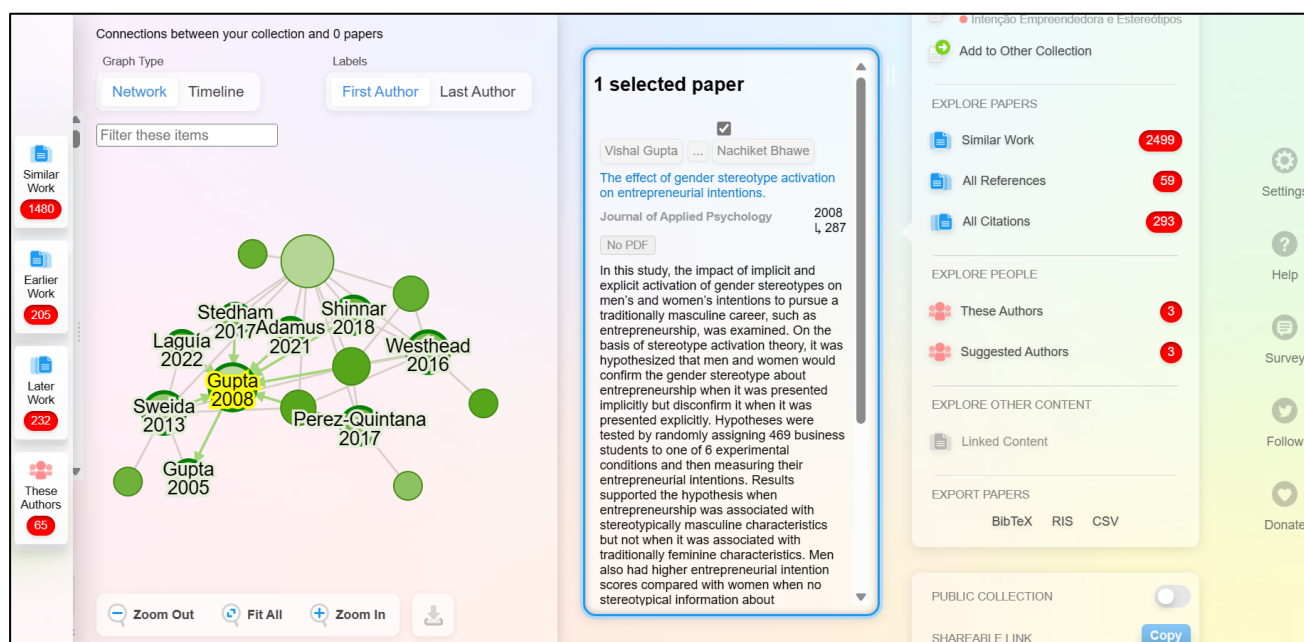 Similar
Work
1480
Earlier
Work
205
Later
Work
232
These
Authors
65
Connections between your collection and 0 papers
Graph Type
Labels
Network Timeline
First Author Last Author
Filter these items
Stedham
2017
Shinnar
2018
Adamus
2021
Laguía
2022
Westhead
2016
Gupta
2008
Sweida
2013
Perez-Quintana
2017
Gupta
2005
Zoom Out Fit All Zoom In
1 selected paper
Vishal Gupta ... Nachiket Bhawe
The effect of gender stereotype activation
on entrepreneurial intentions.
Journal of Applied Psychology 2008
287
No PDF
In this study, the impact of implicit and
explicit activation of gender stereotypes on
men's and women's intentions to pursue a
traditionally masculine career, such as
entrepreneurship, was examined. On the
basis of stereotype activation theory, it was
hypothesized that men and women would
confirm the gender stereotype about
entrepreneurship when it was presented
implicitly but disconfirm it when it was
presented explicitly. Hypotheses were
tested by randomly assigning 469 business
students to one of 6 experimental
conditions and then measuring their
entrepreneurial intentions. Results
supported the hypothesis when
entrepreneurship was associated with
stereotypically masculine characteristics
but not when it was associated with
traditionally feminine characteristics. Men
also had higher entrepreneurial intention
scores compared with women when no
stereotypical information about
Intenção Empreendedora e Estereótipos
Add to Other Collection
EXPLORE PAPERS
Similar Work 2499
All References 59
All Citations 293
EXPLORE PEOPLE
These Authors 3
Suggested Authors 3
EXPLORE OTHER CONTENT
Linked Content
EXPORT PAPERS
BibTeX RIS CSV
PUBLIC COLLECTION
SHAREABLE LINK Copy
Settings
Help
Survey
Follow
Donate